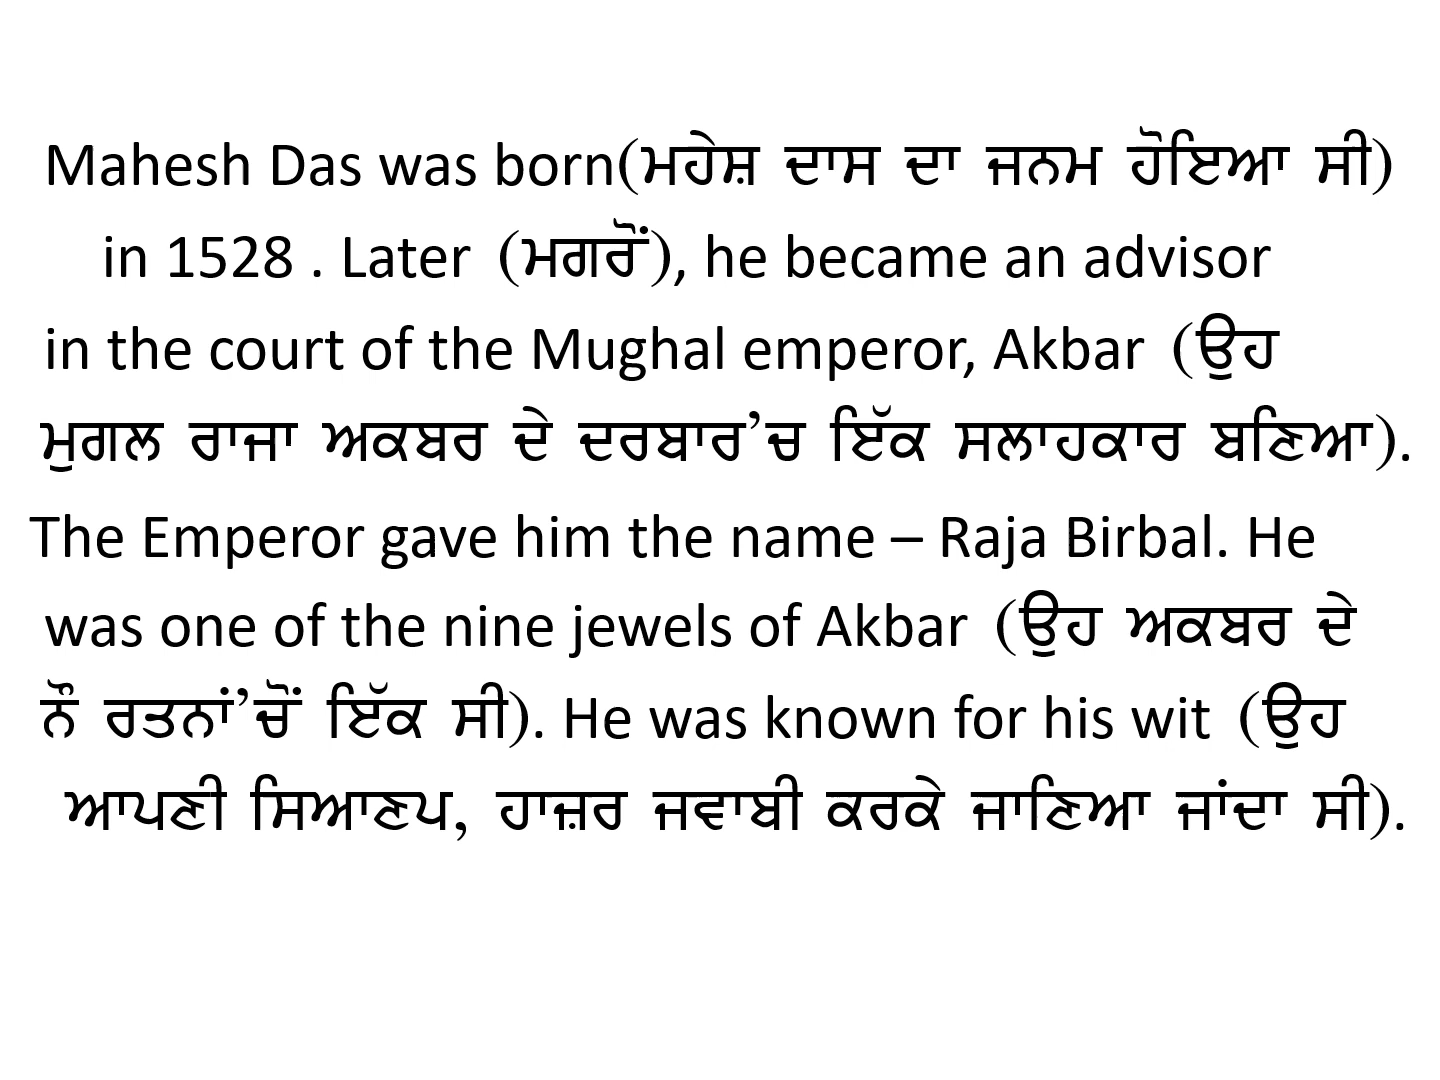 Mahesh Das was born(ਮਹੇਸ਼ ਦਾਸ ਦਾ ਜਨਮ ਹੋਇਆ ਸੀ)
in 1528 . Later (ਮਗਰੋਂ), he became an advisor
in the court of the Mughal emperor, Akbar (ਉਹ
ਮੁਗਲ ਰਾਜਾ ਅਕਬਰ ਦੇ ਦਰਬਾਰ’ਚ ਇੱਕ ਸਲਾਹਕਾਰ ਬਣਿਆ).
The Emperor gave him the name – Raja Birbal. He
was one of the nine jewels of Akbar (ਉਹ ਅਕਬਰ ਦੇ
ਨੌਂ ਰਤਨਾਂ’ਚੋਂ ਇੱਕ ਸੀ). He was known for his wit (ਉਹ
ਆਪਣੀ ਸਿਆਣਪ, ਹਾਜ਼ਰ ਜਵਾਬੀ ਕਰਕੇ ਜਾਣਿਆ ਜਾਂਦਾ ਸੀ).